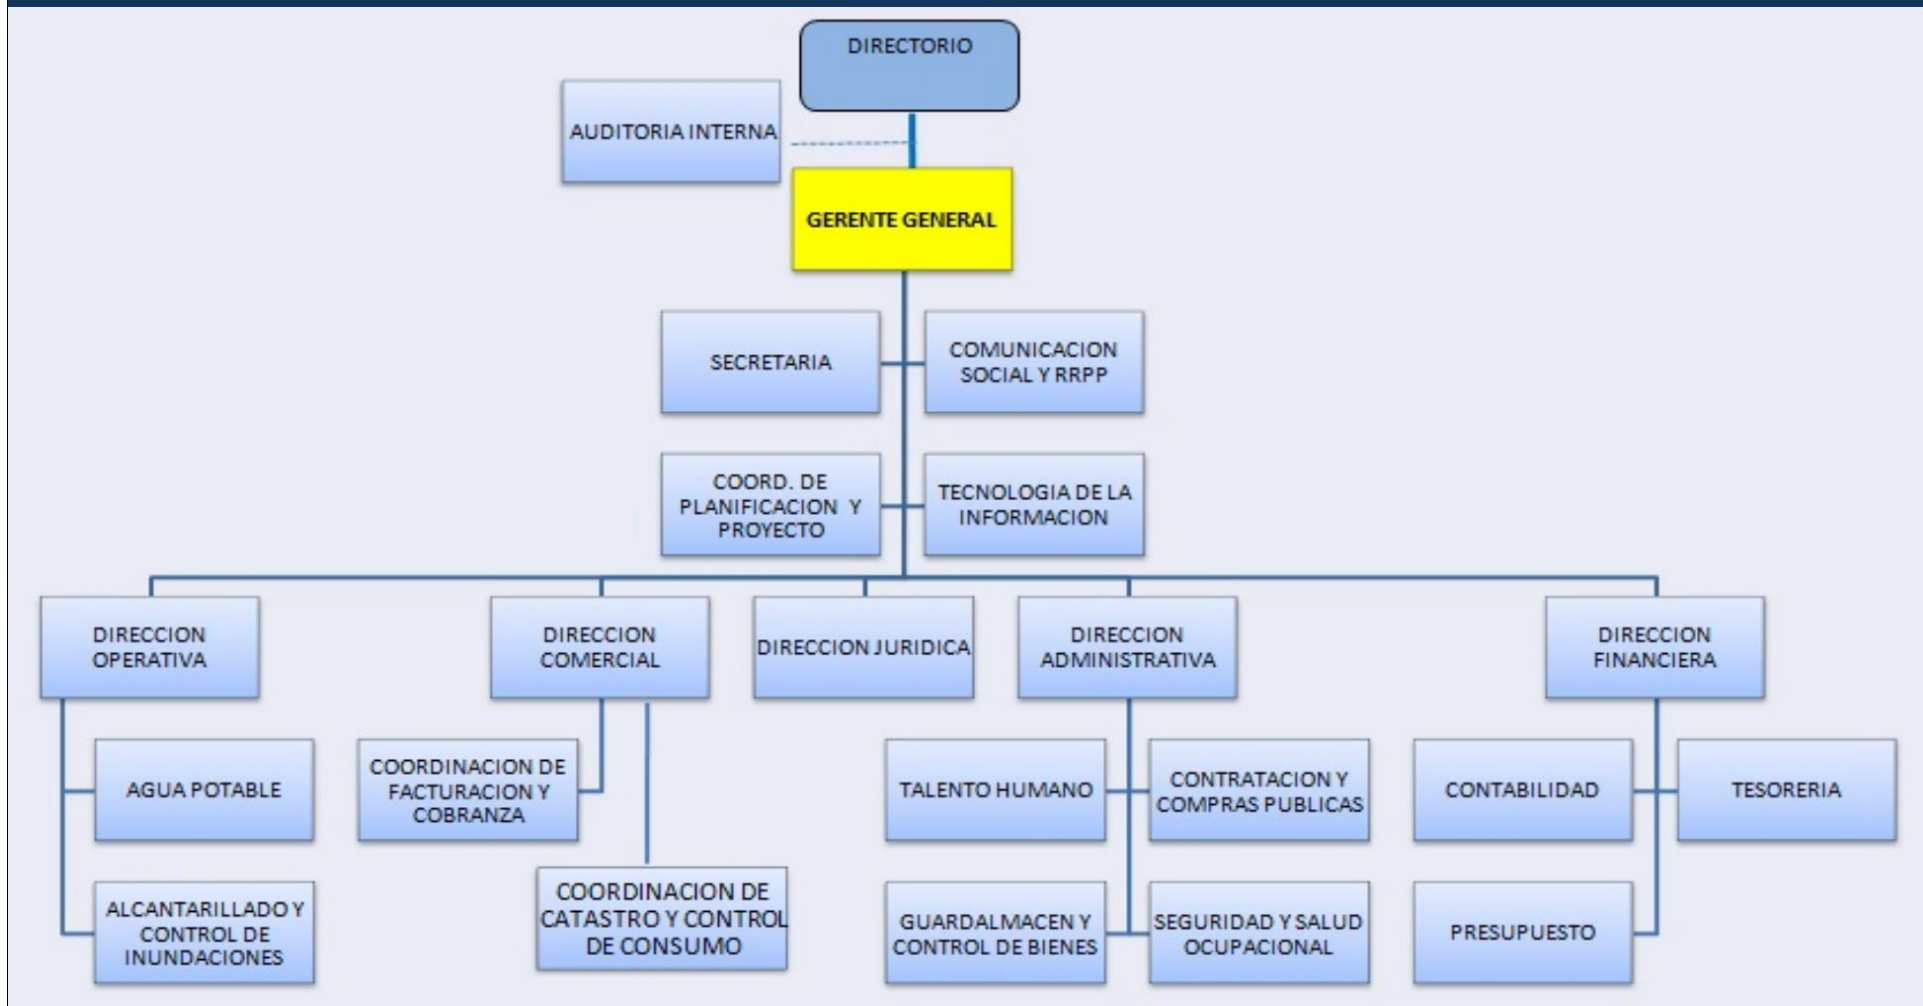 DIRECTORIO
AUDITORIA INTERNA
GERENTE GENERAL
SECRETARIA
COMUNICACION
SOCIAL Y RRPP
COORD. DE
PLANIFICACION Y
PROYECTO
TECNOLOGIA DE LA
INFORMACION
DIRECCION
OPERATIVA
DIRECCION
COMERCIAL
DIRECCION JURIDICA
DIRECCION
ADMINISTRATIVA
DIRECCION
FINANCIERA
AGUA POTABLE
COORDINACION DE
FACTURACION Y
COBRANZA
TALENTO HUMANO
CONTRATACION Y
COMPRAS PUBLICAS
CONTABILIDAD
TESORERIA
ALCANTARILLADO Y
CONTROL DE
INUNDACIONES
COORDINACION DE
CATASTRO Y CONTROL
DE CONSUMO
GUARDALMACEN Y
CONTROL DE BIENES
SEGURIDAD Y SALUD
OCUPACIONAL
PRESUPUESTO